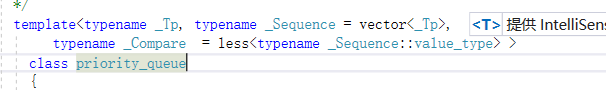 */
template<typename _Tp, typename _Sequence = vector<_Tp>, <T> 提供 IntelliSens
typename _Compare = less<typename _Sequence::value_type> >
class priority_queue
{